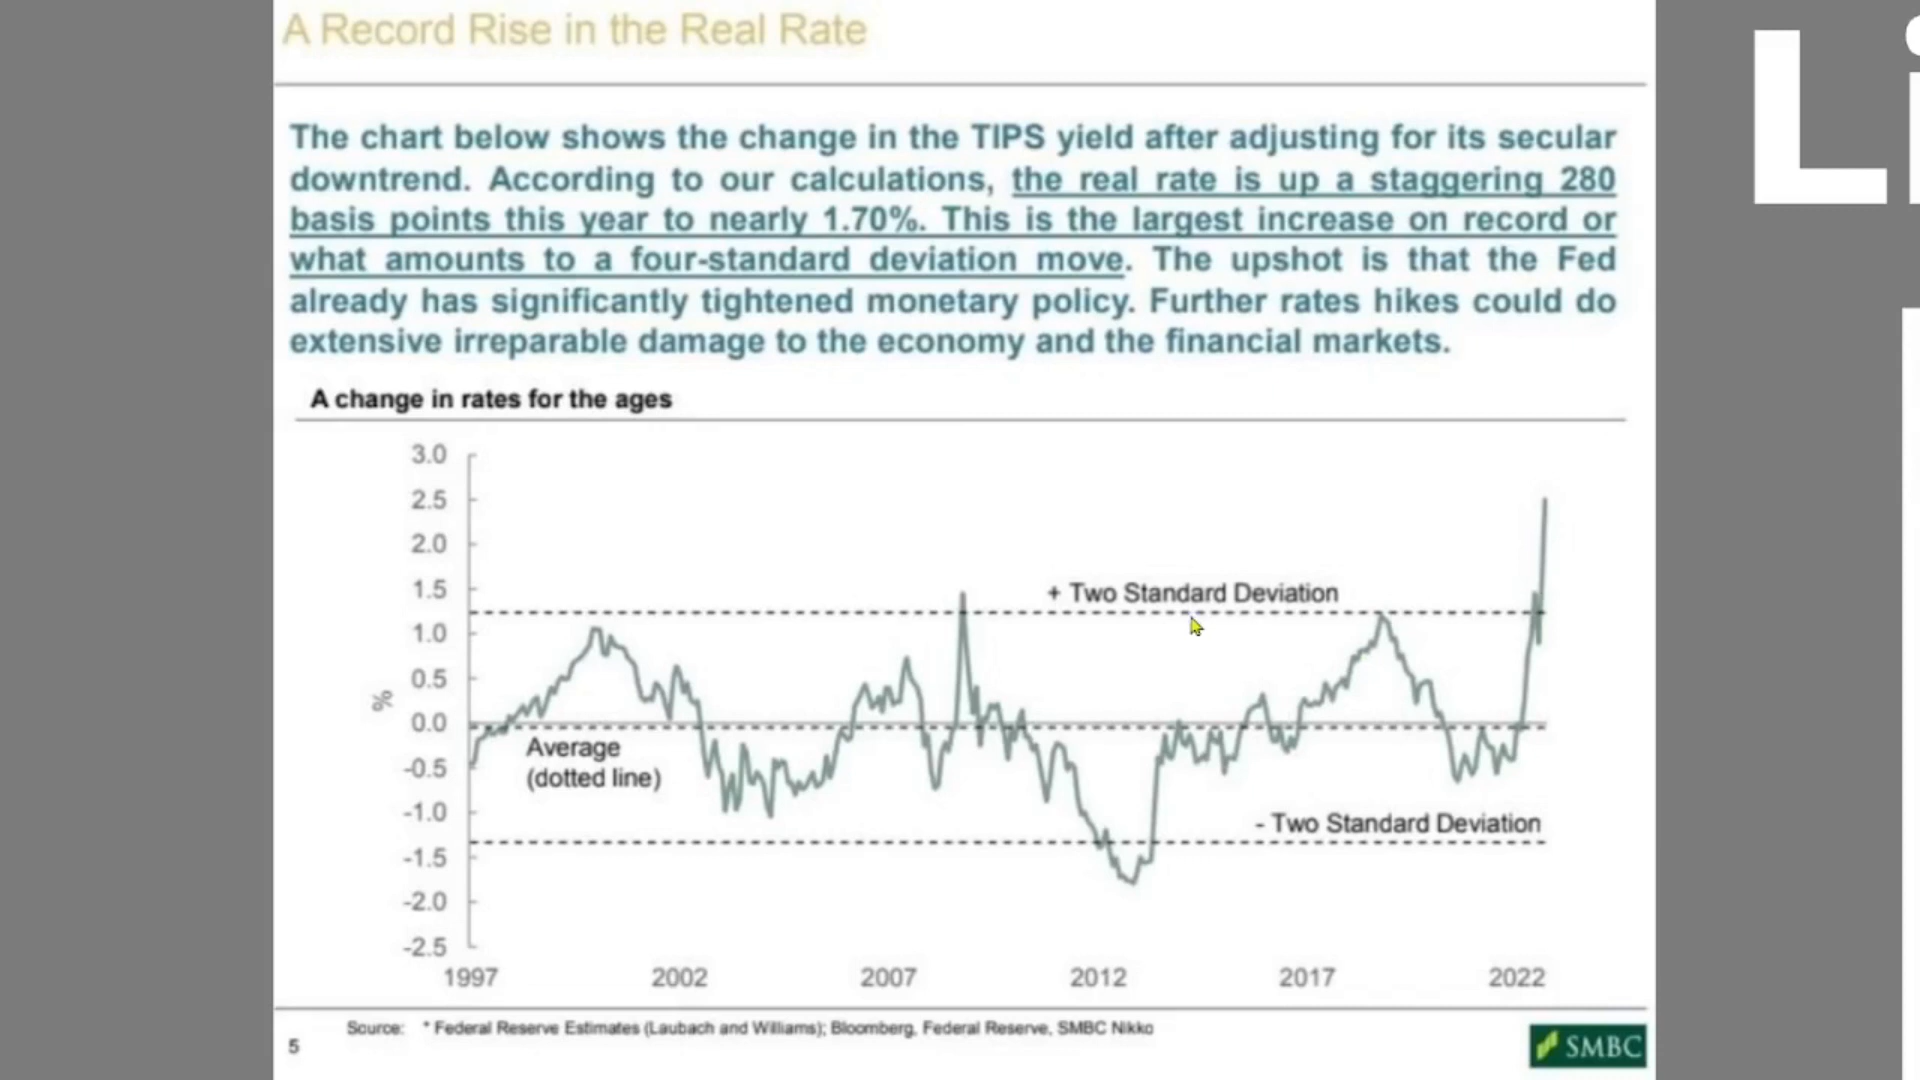 A Record Rise in the Real Rate
Li
The chart below shows the change in the TIPS yield after adjusting for its secular
downtrend. According to our calculations, the real rate is up a staggering 280
basis points this year to nearly 1.70%. This is the largest increase on record or
what amounts to a four-standard deviation move. The upshot is that the Fed
already has significantly tightened monetary policy. Further rates hikes could do
extensive irreparable damage to the economy and the financial markets.
A change in rates for the ages
3.0
2.5
2.0
1.5
1.0
0.5
0.0
-0.5
-1.0
-1.5
-2.0
-2.5
%
+ Two Standard Deviation
Average
(dotted line)
- Two Standard Deviation
1997 2002 2007 2012 2017 2022
Source: * Federal Reserve Estimates (Laubach and Williams); Bloomberg, Federal Reserve, SMBC Nikko
5
SMBC